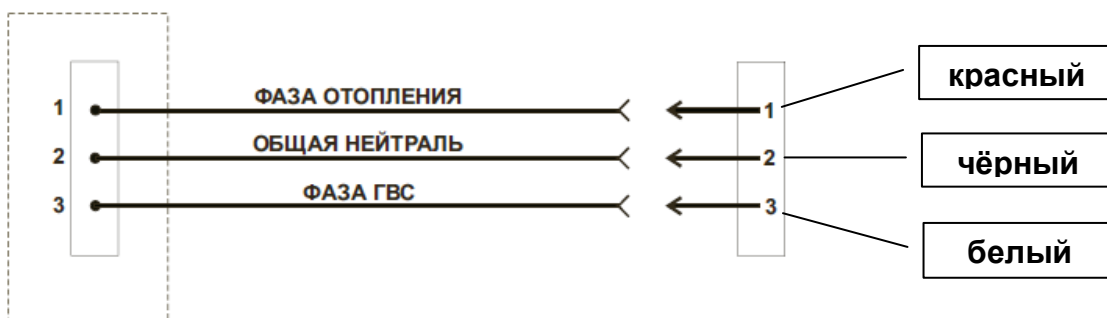 красный
1 ФАЗА ОТОПЛЕНИЯ 1
2 ОБЩАЯ НЕЙТРАЛЬ 2
чёрный
3 ФАЗА ГВС 3
белый